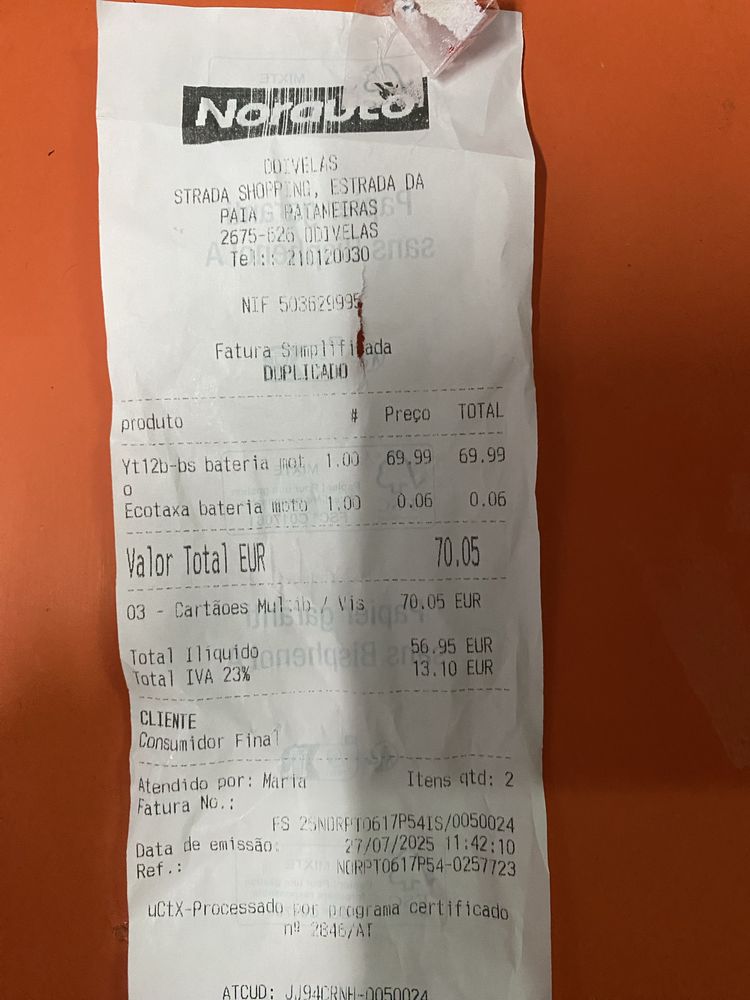 Norauto
ODIVELAS
STRADA SHOPPING, ESTRADA DA
PAIA PATAMEIRAS
2675-626 ODIVELAS
Tel:: 210120030
NIF 503629995
Fatura Simplificada
DUPLICADO
produto # Preço TOTAL
Yt12b-bs bateria mot 1.00 69.99 69.99
o
Ecotaxa bateria moto 1.00 0.06 0.06
Valor Total EUR 70.05
03 - Cartãoes Multib / Vis 70.05 EUR
Total Iliquido 56.95 EUR
Total IVA 23% 13.10 EUR
CLIENTE
Consumidor Final
Atendido por: Maria Itens qtd: 2
Fatura No.:
FS 25NORPT0617P54IS/0050024
Data de emissão: 27/07/2025 11:42:10
Ref.: NORPT0617P54-0257723
uCtX-Processado por programa certificado
nº 2846/AT
ATCUD: JJ94CRNH-0050024